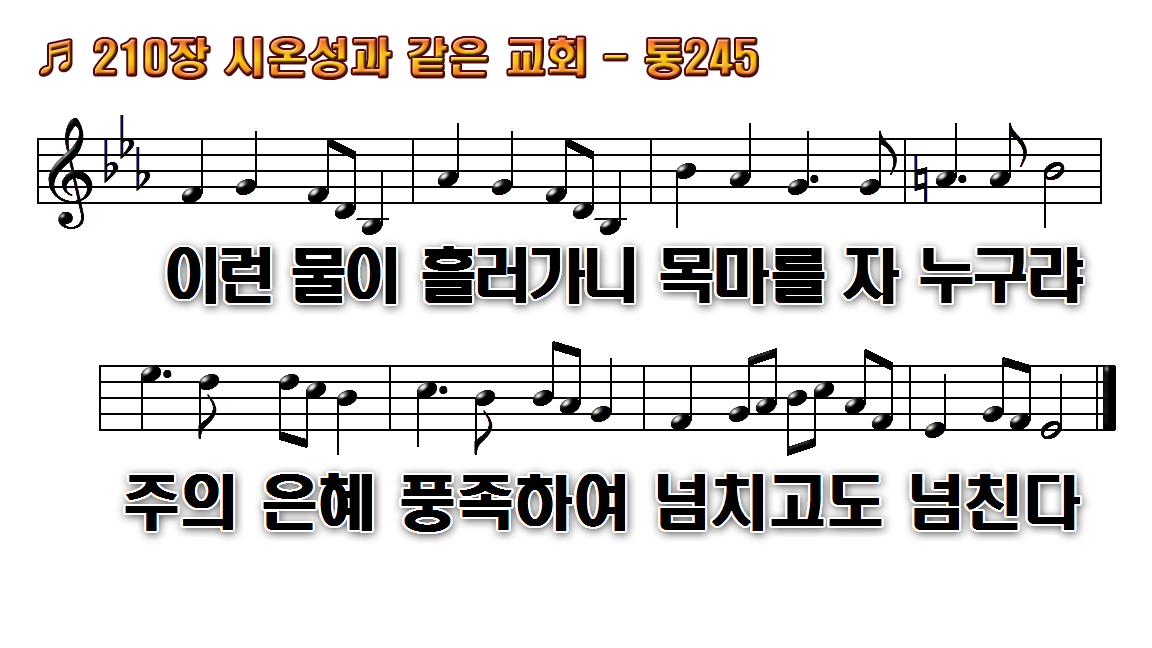 ♬ 210장 시온성과 같은 교회 - 통245
이런 물이 흘러가니 목마를 자 누구랴
주의 은혜 풍족하여 넘치고도 넘친다